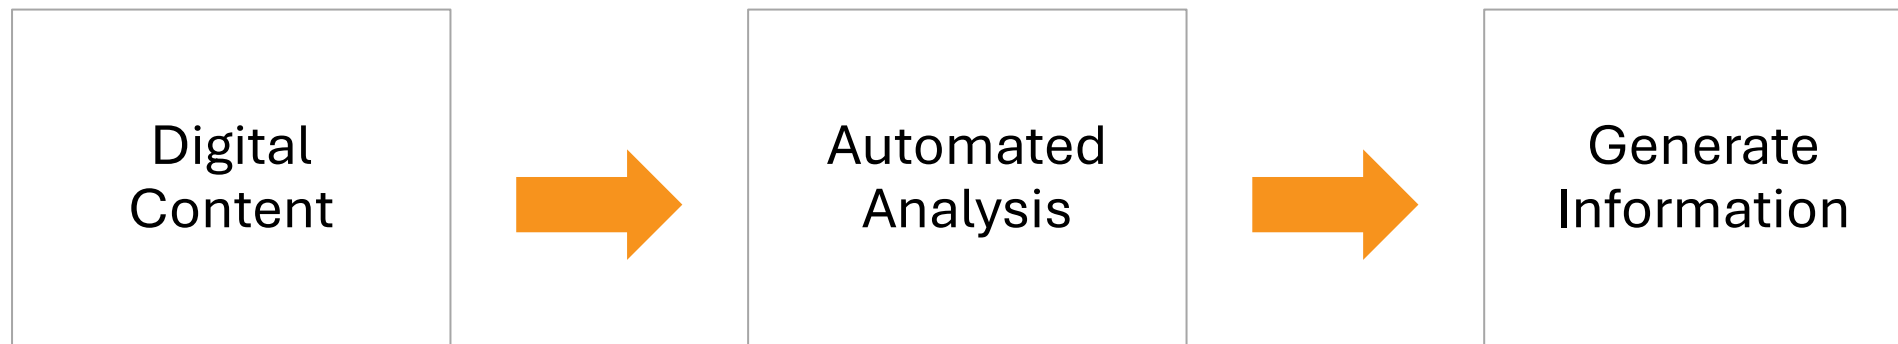 Digital
Content
Automated
Analysis
Generate
Information